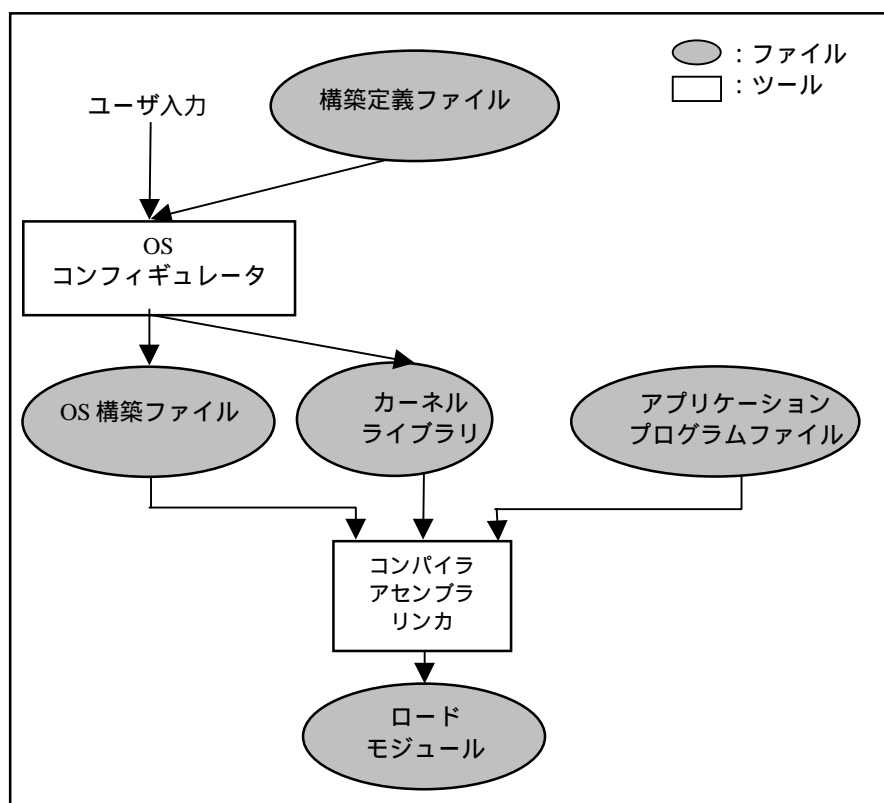 ：ファイル
：ツール
ユーザ入力
構築定義ファイル
OS
コンフィギュレータ
OS 構築ファイル
カーネル
ライブラリ
アプリケーション
プログラムファイル
コンパイラ
アセンブラ
リンカ
ロード
モジュール